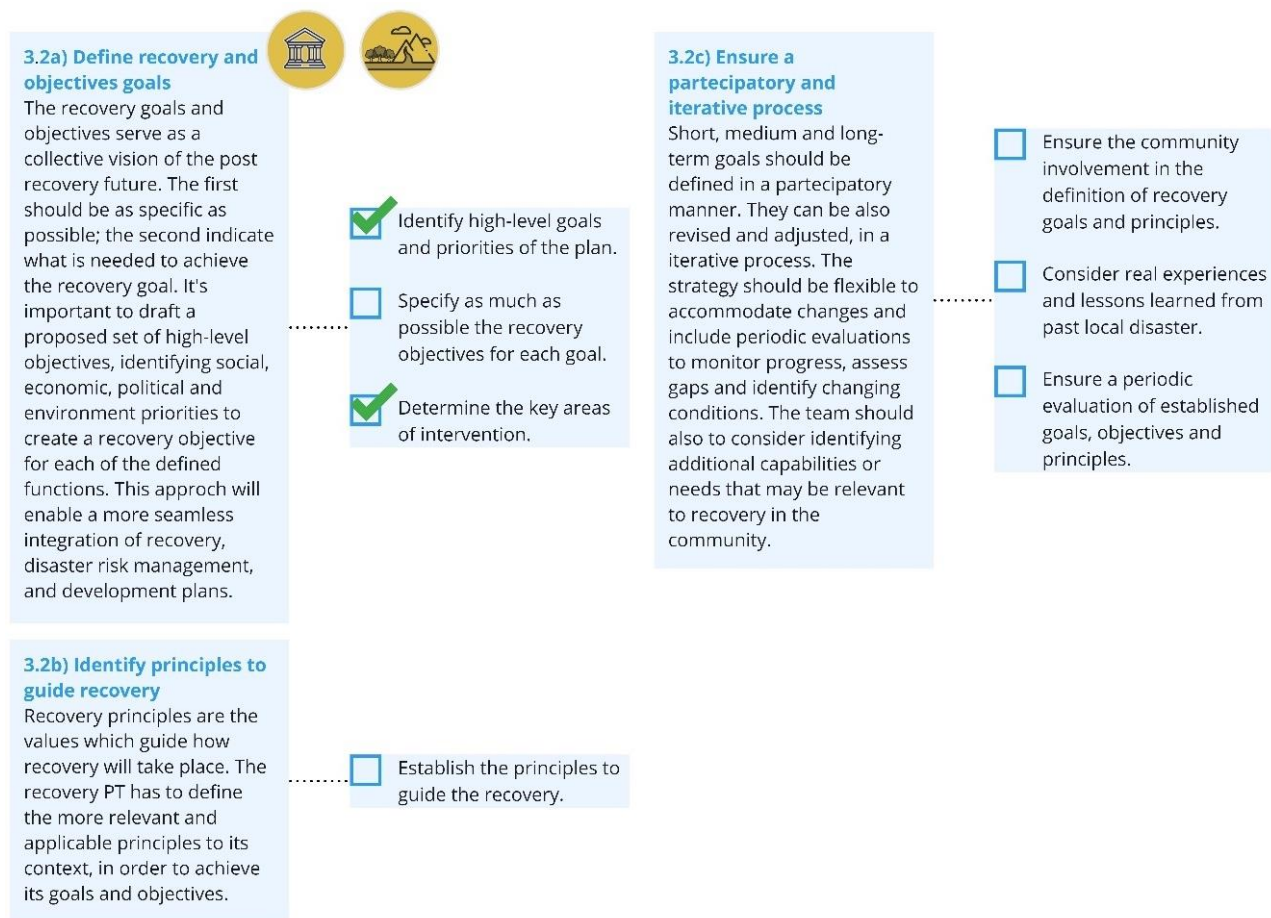 3.2a) Define recovery and
objectives goals
The recovery goals and
objectives serve as a
collective vision of the post
recovery future. The first
should be as specific as
possible; the second indicate
what is needed to achieve
the recovery goal. It's
important to draft a
proposed set of high-level
objectives, identifying social,
economic, political and
environment priorities to
create a recovery objective
for each of the defined
functions. This approch will
enable a more seamless
integration of recovery,
disaster risk management,
and development plans.
Identify high-level goals
and priorities of the plan.
Specify as much as
possible the recovery
objectives for each goal.
Determine the key areas
of intervention.
3.2b) Identify principles to
guide recovery
Recovery principles are the
values which guide how
recovery will take place. The
recovery PT has to define
the more relevant and
applicable principles to its
context, in order to achieve
its goals and objectives.
Establish the principles to
guide the recovery.
3.2c) Ensure a
partecipatory and
iterative process
Short, medium and long-
term goals should be
defined in a partecipatory
manner. They can be also
revised and adjusted, in a
iterative process. The
strategy should be flexible to
accommodate changes and
include periodic evaluations
to monitor progress, assess
gaps and identify changing
conditions. The team should
also to consider identifying
additional capabilities or
needs that may be relevant
to recovery in the
community.
Ensure the community
involvement in the
definition of recovery
goals and principles.
Consider real experiences
and lessons learned from
past local disaster.
Ensure a periodic
evaluation of established
goals, objectives and
principles.